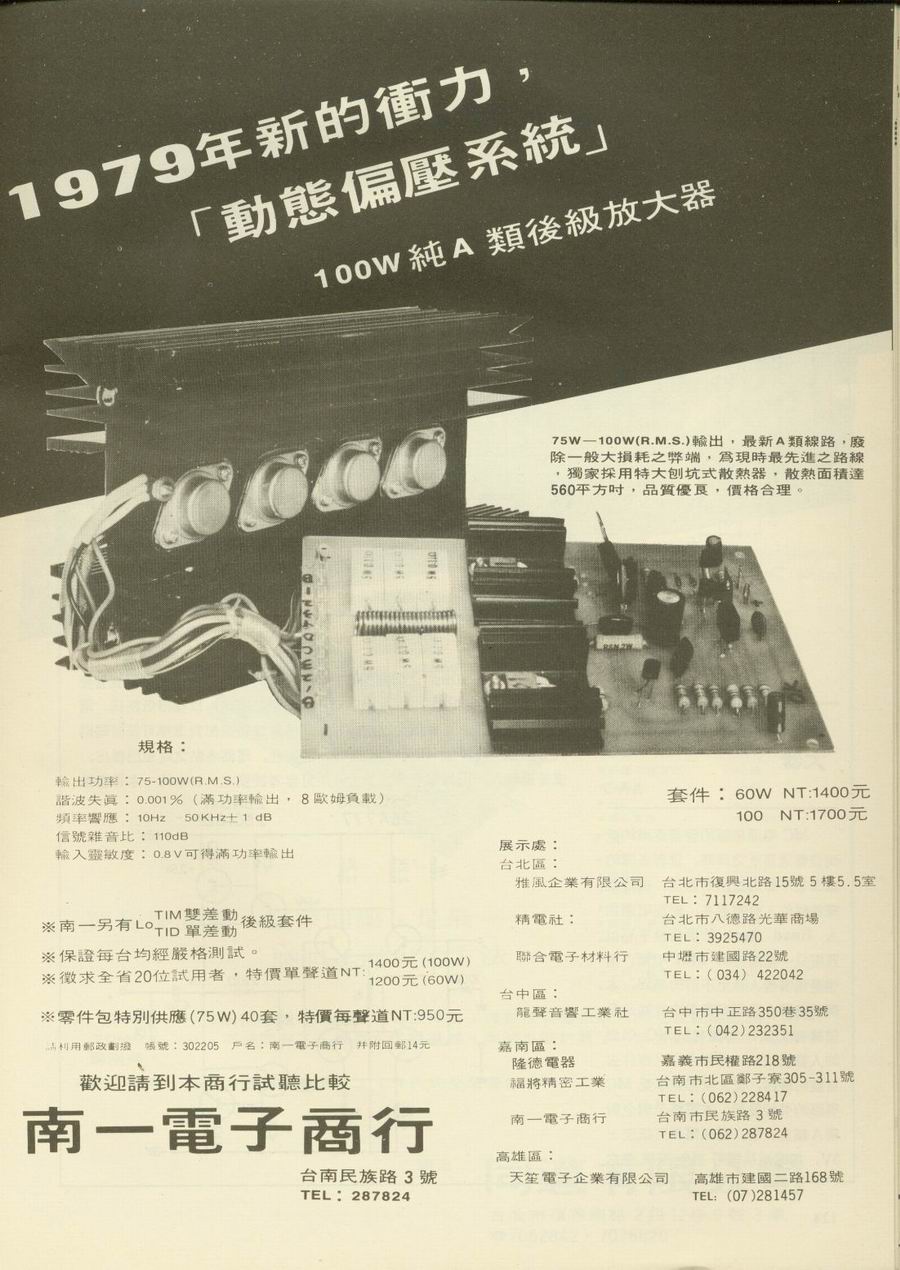 1979年新的衝力，
「動態偏壓系統」
100W純A 類後級放大器
75W—100W(R.M.S.)輸出，最新A類線路，廢
除一般大損耗之弊端，為現時最先進之路線
，獨家採用特大刨坑式散熱器，散熱面積達
560平方吋，品質優良，價格合理。
規格：
輸出功率：75-100W(R.M.S.)
諧波失眞：0.001％（滿功率輸出，8歐姆負載）
頻率響應：10Hz 50KHz±1 dB
信號雜音比：110dB
輸入靈敏度：0.8V可得滿功率輸出
※南一另有Lo TIM雙差動 TID單差動 後級套件
※保證每台均經嚴格測試。
※徵求全省20位試用者，特價單聲道NT: 1400元(100W) 1200元(60W)
※零件包特別供應(75W)40套，特價每聲道NT:950元
請利用郵政劃撥 帳號：302205 戶名：南一電子商行 井附回郵14元
歡迎請到本商行試聽比較
南一電子商行
台南民族路 3 號
TEL：287824
套件：60W NT:1400元
100 NT:1700元
展示處：
台北區：
雅風企業有限公司 台北市復興北路15號5樓5.5室
TEL：7117242
精電社： 台北市八德路光華商場
TEL：3925470
聯合電子材料行 中壢市建國路22號
TEL：(034) 422042
台中區：
龍聲音響工業社 台中市中正路350巷35號
TEL：(042)232351
嘉南區：
隆德電器 嘉義市民權路218號
福將精密工業 台南市北區鄭子寮305-311號
TEL：(062)228417
南一電子商行 台南市民族路 3 號
TEL：(062)287824
高雄區：
天笙電子企業有限公司 高雄市建國二路168號
TEL: (07)281457